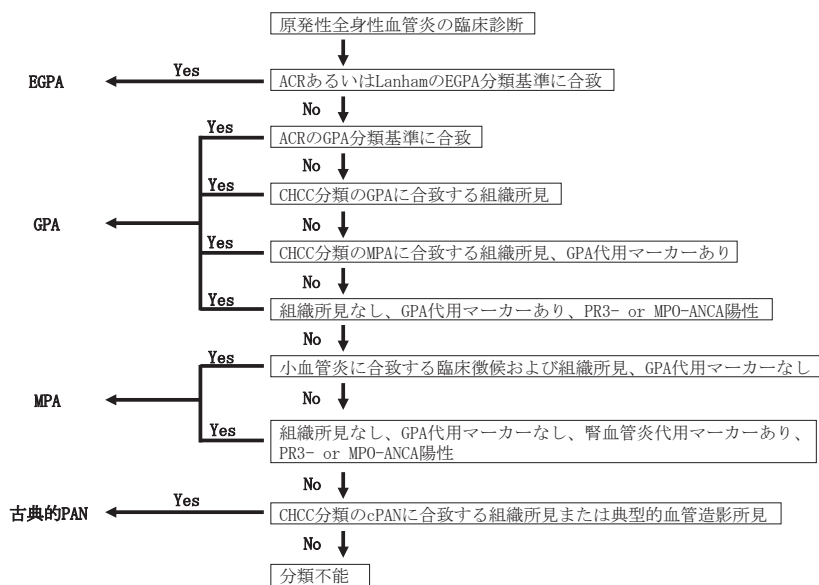 原発性全身性血管炎の臨床診断
Yes
EGPA
ACRあるいはLanhamのEGPA分類基準に合致
No
Yes
ACRのGPA分類基準に合致
No
Yes
CHCC分類のGPAに合致する組織所見
No
GPA
Yes
CHCC分類のMPAに合致する組織所見、GPA代用マーカーあり
No
Yes
組織所見なし、GPA代用マーカーあり、PR3- or MPO-ANCA陽性
No
Yes
小血管炎に合致する臨床徴候および組織所見、GPA代用マーカーなし
MPA
No
Yes
組織所見なし、GPA代用マーカーなし、腎血管炎代用マーカーあり、
PR3- or MPO-ANCA陽性
No
Yes
古典的PAN
CHCC分類のcPANに合致する組織所見または典型的血管造影所見
No
分類不能